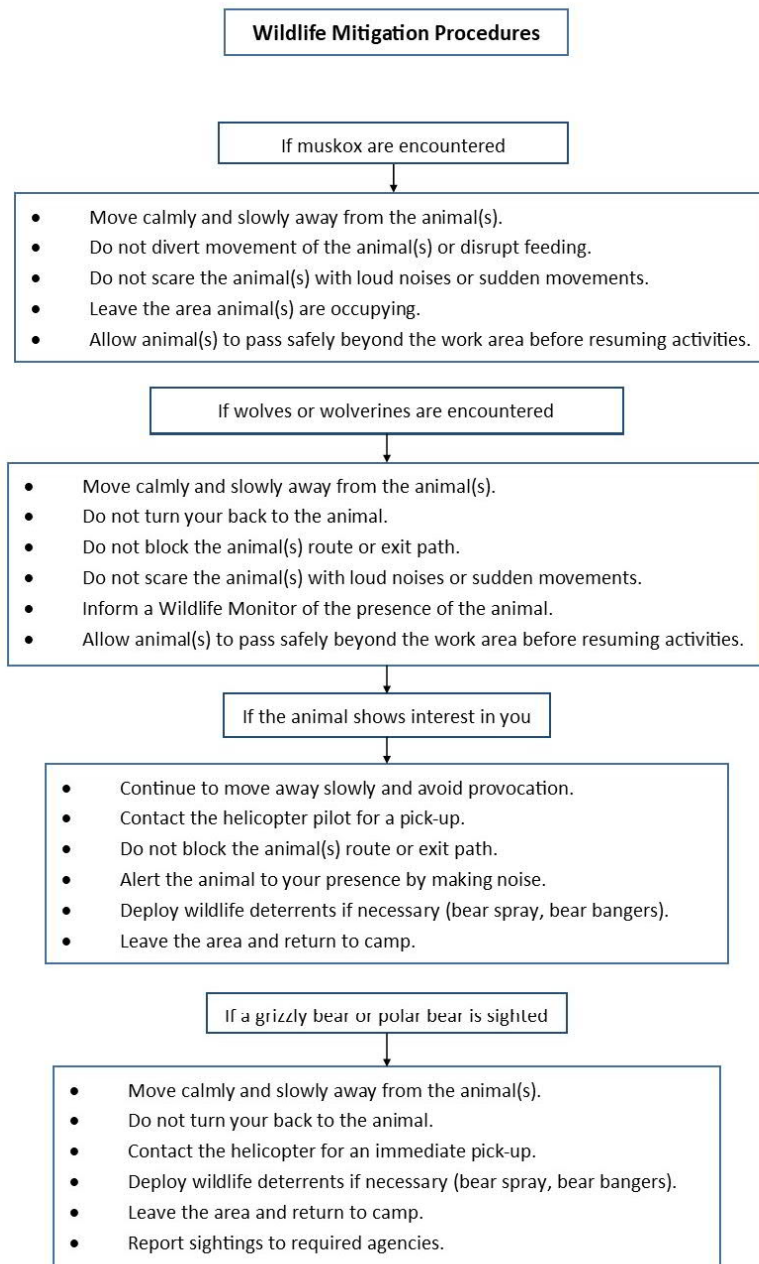 Wildlife Mitigation Procedures
If muskox are encountered
• Move calmly and slowly away from the animal(s).
• Do not divert movement of the animal(s) or disrupt feeding.
• Do not scare the animal(s) with loud noises or sudden movements.
• Leave the area animal(s) are occupying.
• Allow animal(s) to pass safely beyond the work area before resuming activities.
If wolves or wolverines are encountered
• Move calmly and slowly away from the animal(s).
• Do not turn your back to the animal.
• Do not block the animal(s) route or exit path.
• Do not scare the animal(s) with loud noises or sudden movements.
• Inform a Wildlife Monitor of the presence of the animal.
• Allow animal(s) to pass safely beyond the work area before resuming activities.
If the animal shows interest in you
• Continue to move away slowly and avoid provocation.
• Contact the helicopter pilot for a pick-up.
• Do not block the animal(s) route or exit path.
• Alert the animal to your presence by making noise.
• Deploy wildlife deterrents if necessary (bear spray, bear bangers).
• Leave the area and return to camp.
If a grizzly bear or polar bear is sighted
• Move calmly and slowly away from the animal(s).
• Do not turn your back to the animal.
• Contact the helicopter for an immediate pick-up.
• Deploy wildlife deterrents if necessary (bear spray, bear bangers).
• Leave the area and return to camp.
• Report sightings to required agencies.